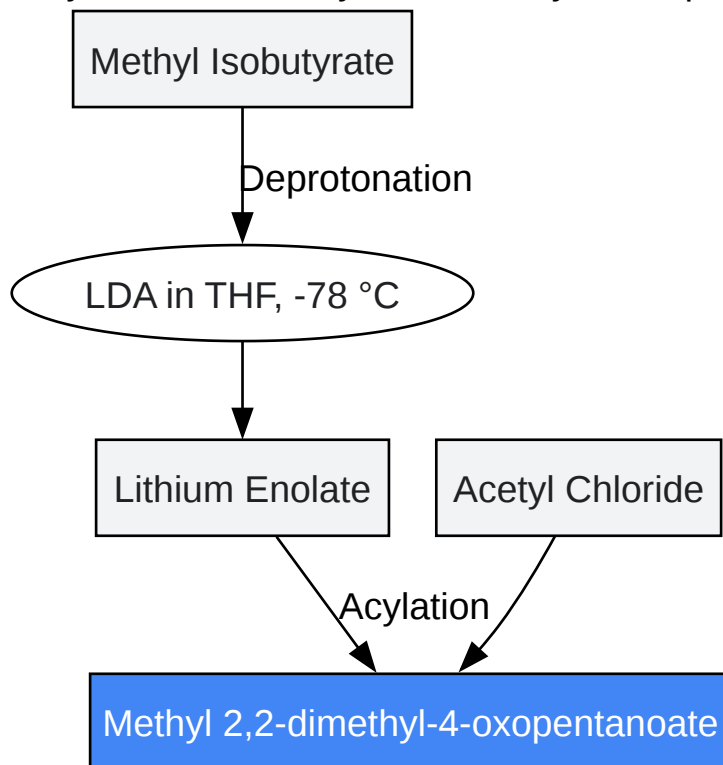 Methyl Isobutyrate
Deprotonation
LDA in THF, -78 °C
Lithium Enolate
Acetyl Chloride
Acylation
Methyl 2,2-dimethyl-4-oxopentanoate